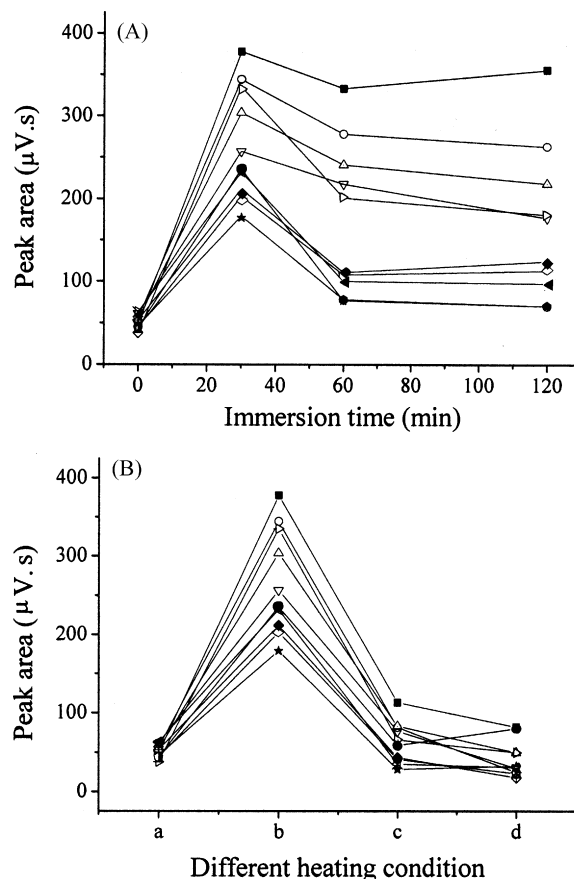 (A)
400
300
200
100
0
Peak area (μV.s)
0 20 40 60 80 100 120
Immersion time (min)
(B)
400
300
200
100
0
Peak area (μV.s)
a b c d
Different heating condition